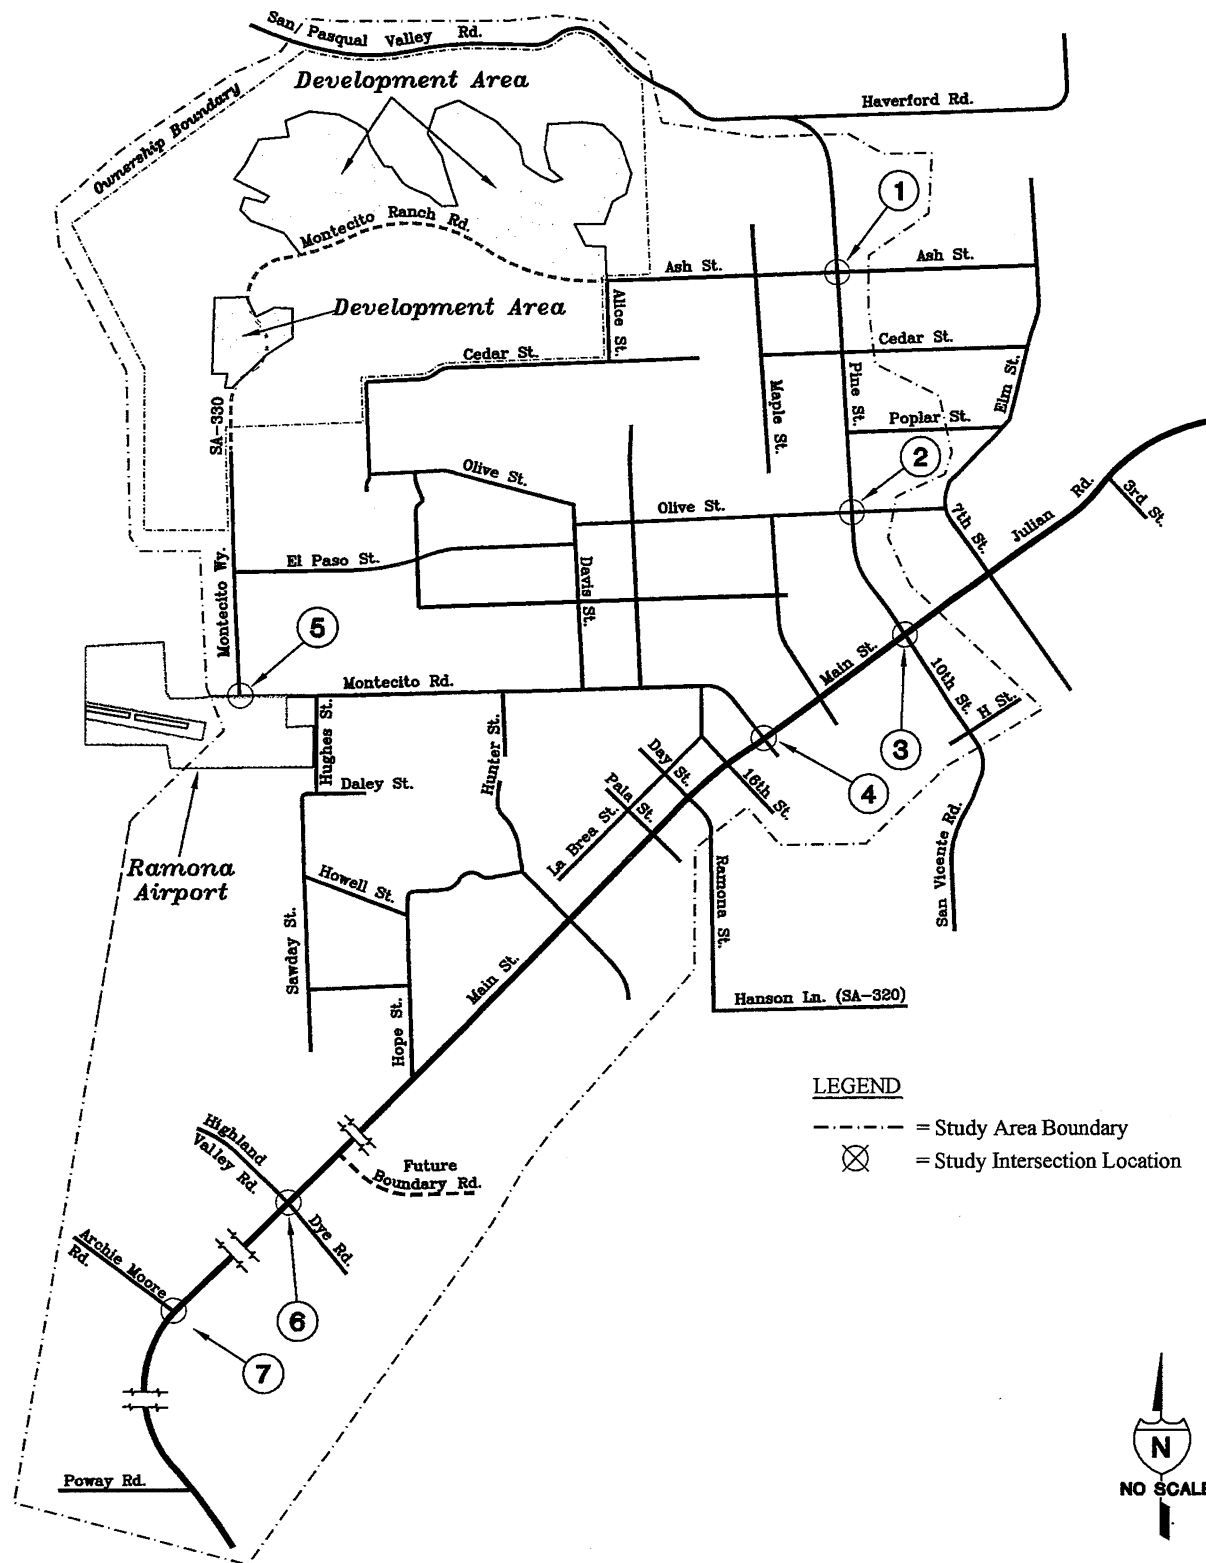 San Pasqual Valley Rd.
Development Area
Ownership Boundary
Haverford Rd.
1
Montecito Ranch Rd.
Ash St.
Ash St.
Development Area
Alice St.
Cedar St.
Cedar St.
Maple St.
Pine St.
Elm St.
SA-330
Poplar St.
2
Olive St.
Olive St.
3rd St.
Julian Rd.
7th St.
El Paso St.
Davis St.
Montecito Wy.
5
Main St.
Montecito Rd.
10th St.
H St.
Hughes St.
Hunter St.
Day St.
3
16th St.
4
Daley St.
Pala St.
La Brea St.
Ramona Airport
Howell St.
Ramona St.
San Vicente Rd.
Sawday St.
Main St.
Hope St.
Hanson Ln. (SA-320)
LEGEND
= Study Area Boundary
= Study Intersection Location
Highland Valley Rd.
Future Boundary Rd.
Dye Rd.
Archie Moore Rd.
6
7
N
NO SCALE
Poway Rd.